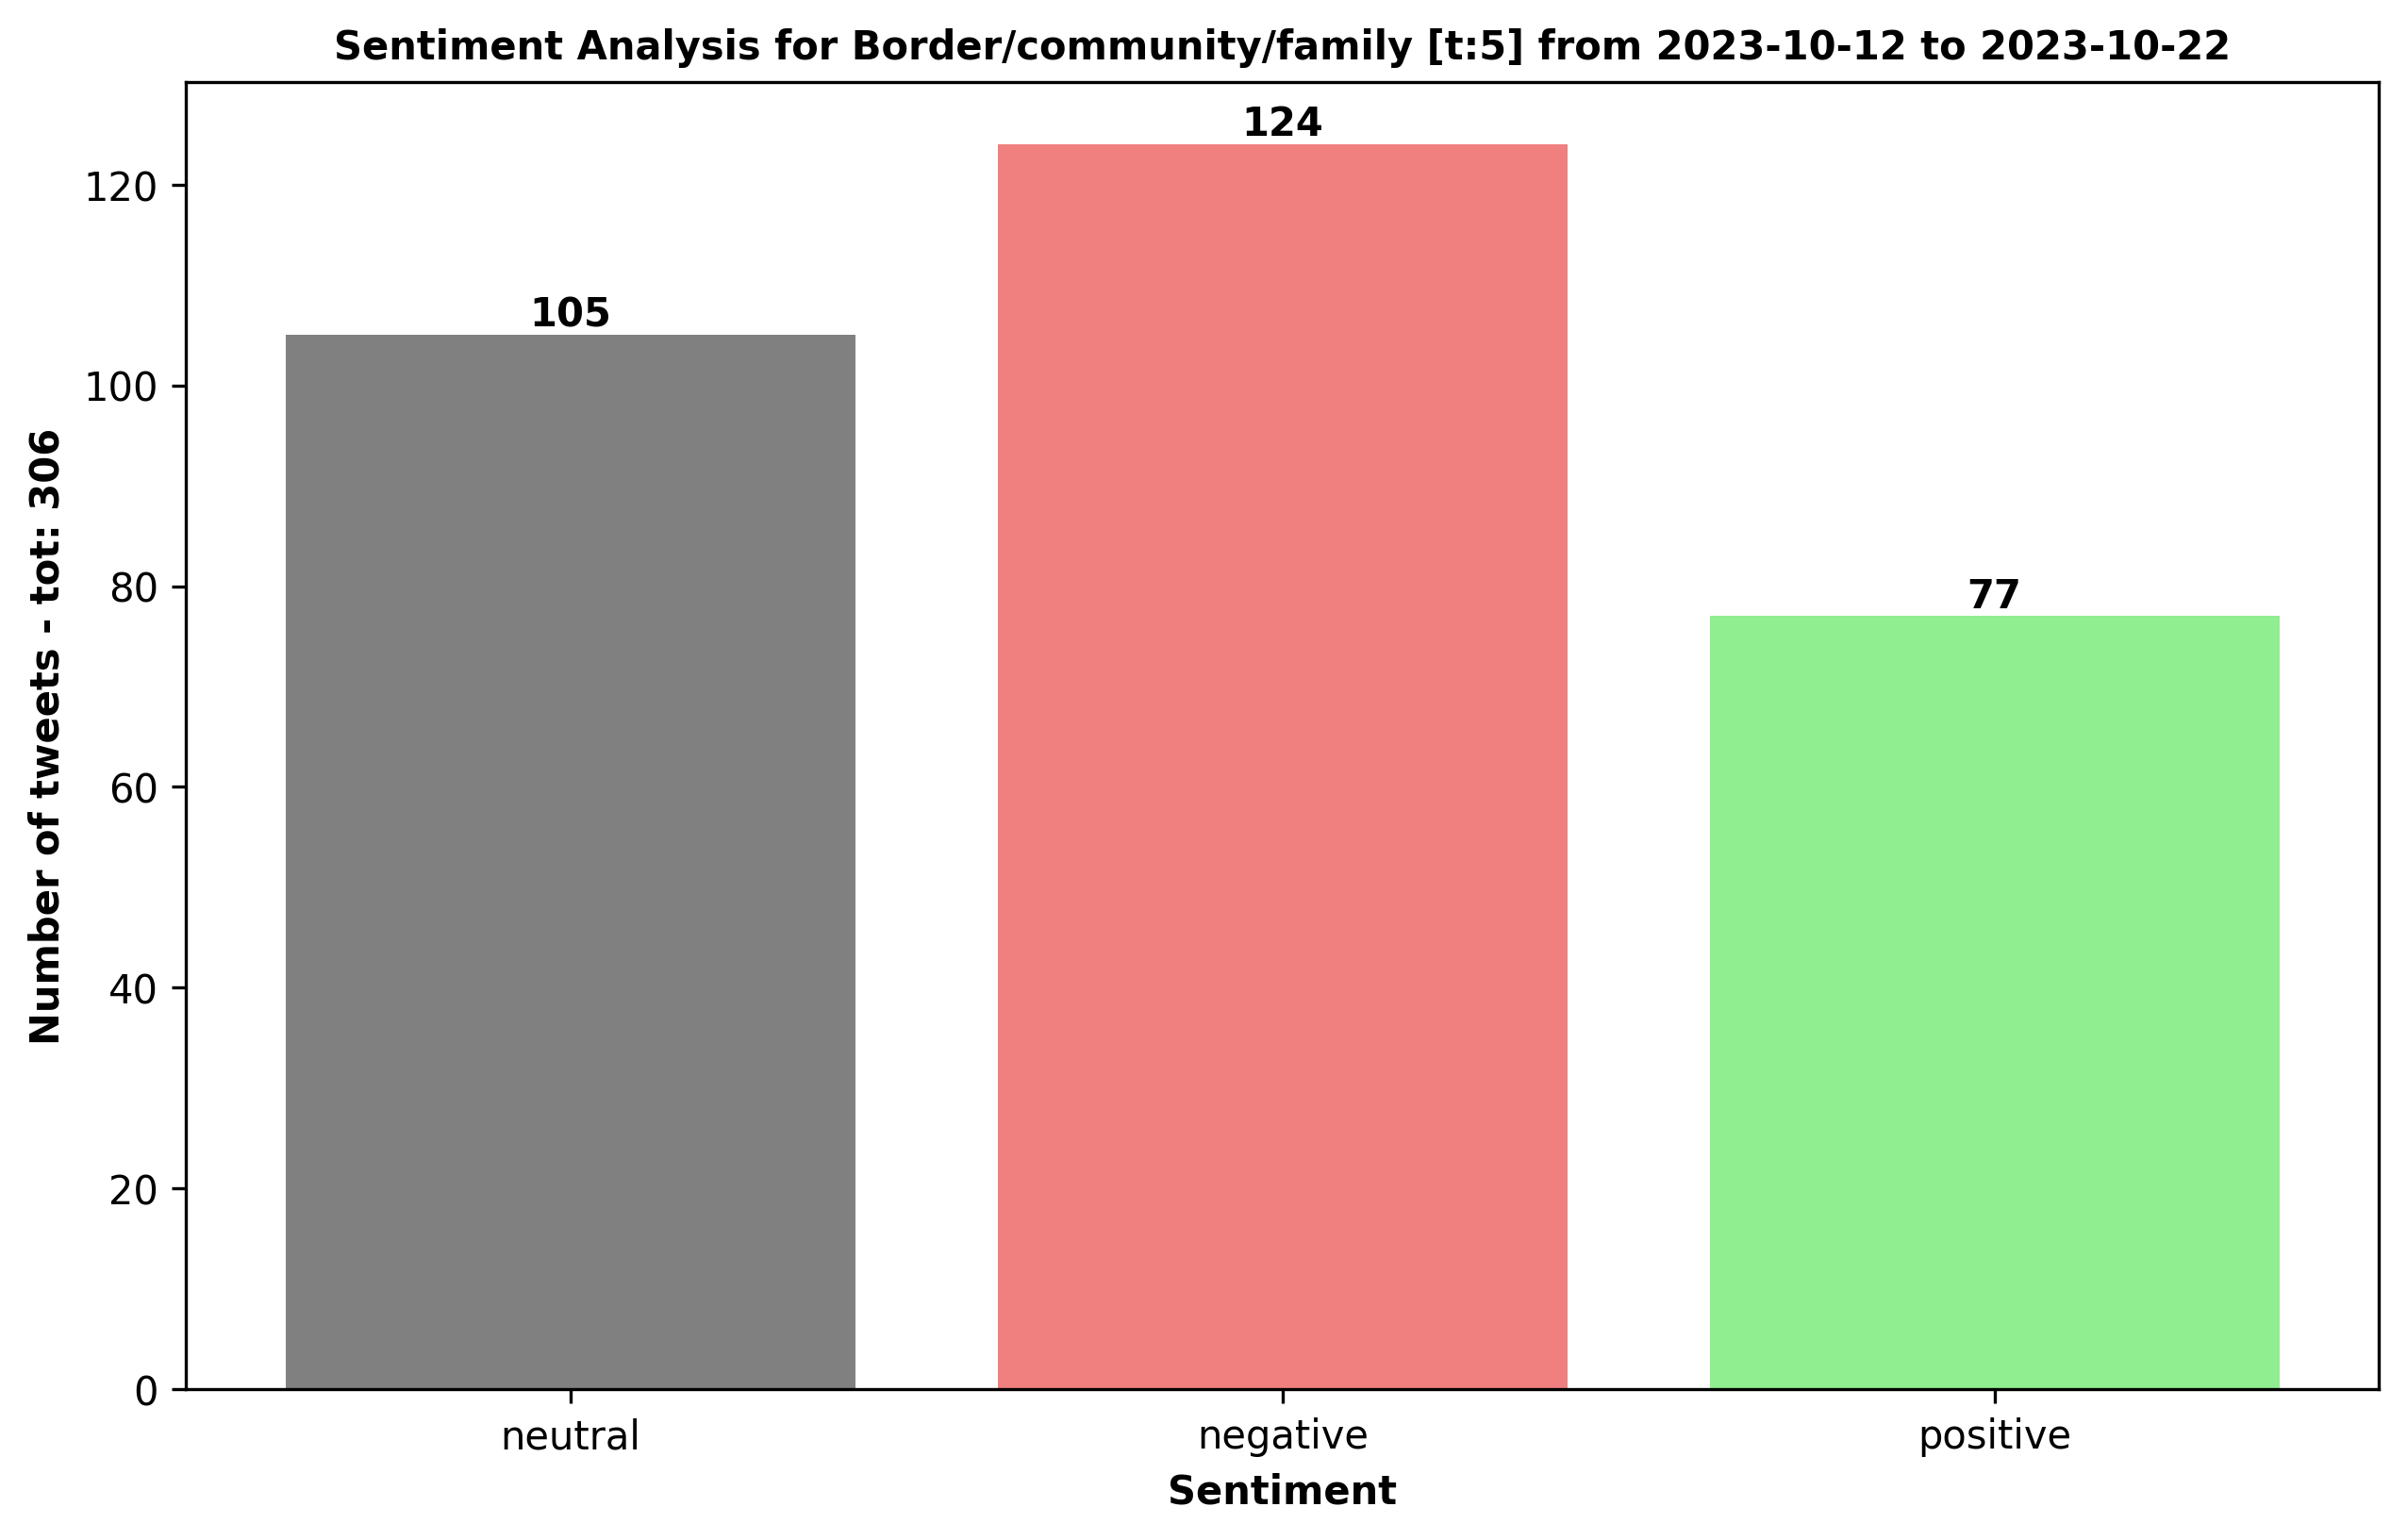 Sentiment Analysis for Border/community/family [t:5] from 2023-10-12 to 2023-10-22
Number of tweets - tot: 306
120
100
80
60
40
20
0
105
124
77
neutral
negative
positive
Sentiment